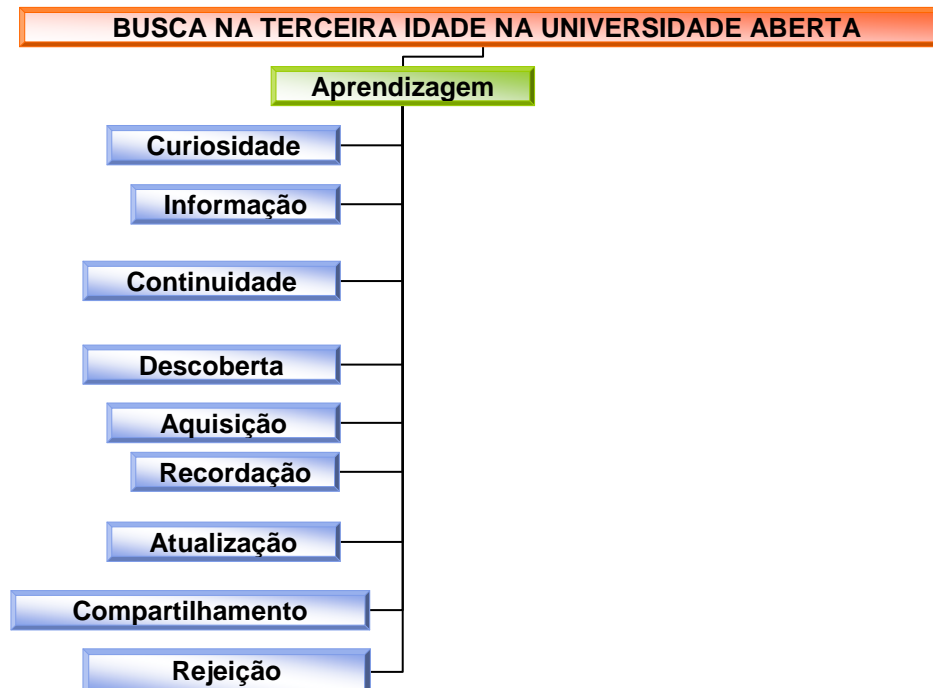 BUSCA NA TERCEIRA IDADE NA UNIVERSIDADE ABERTA
Aprendizagem
Curiosidade
Informação
Continuidade
Descoberta
Aquisição
Recordação
Atualização
Compartilhamento
Rejeição